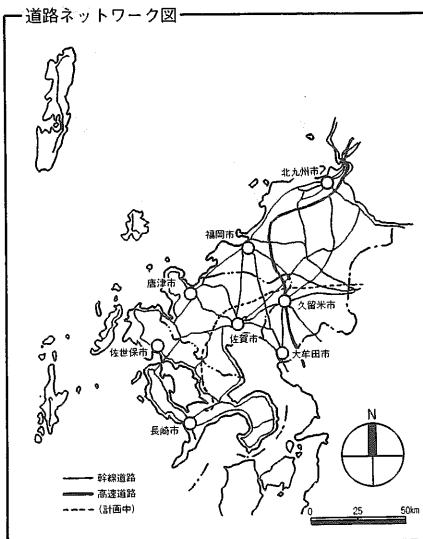 道路ネットワーク図
北九州市
福岡市
唐津市
久留米市
佐賀市
佐世保市
大牟田市
長崎市
N
幹線道路
高速道路
(計画中)
0 25 50km